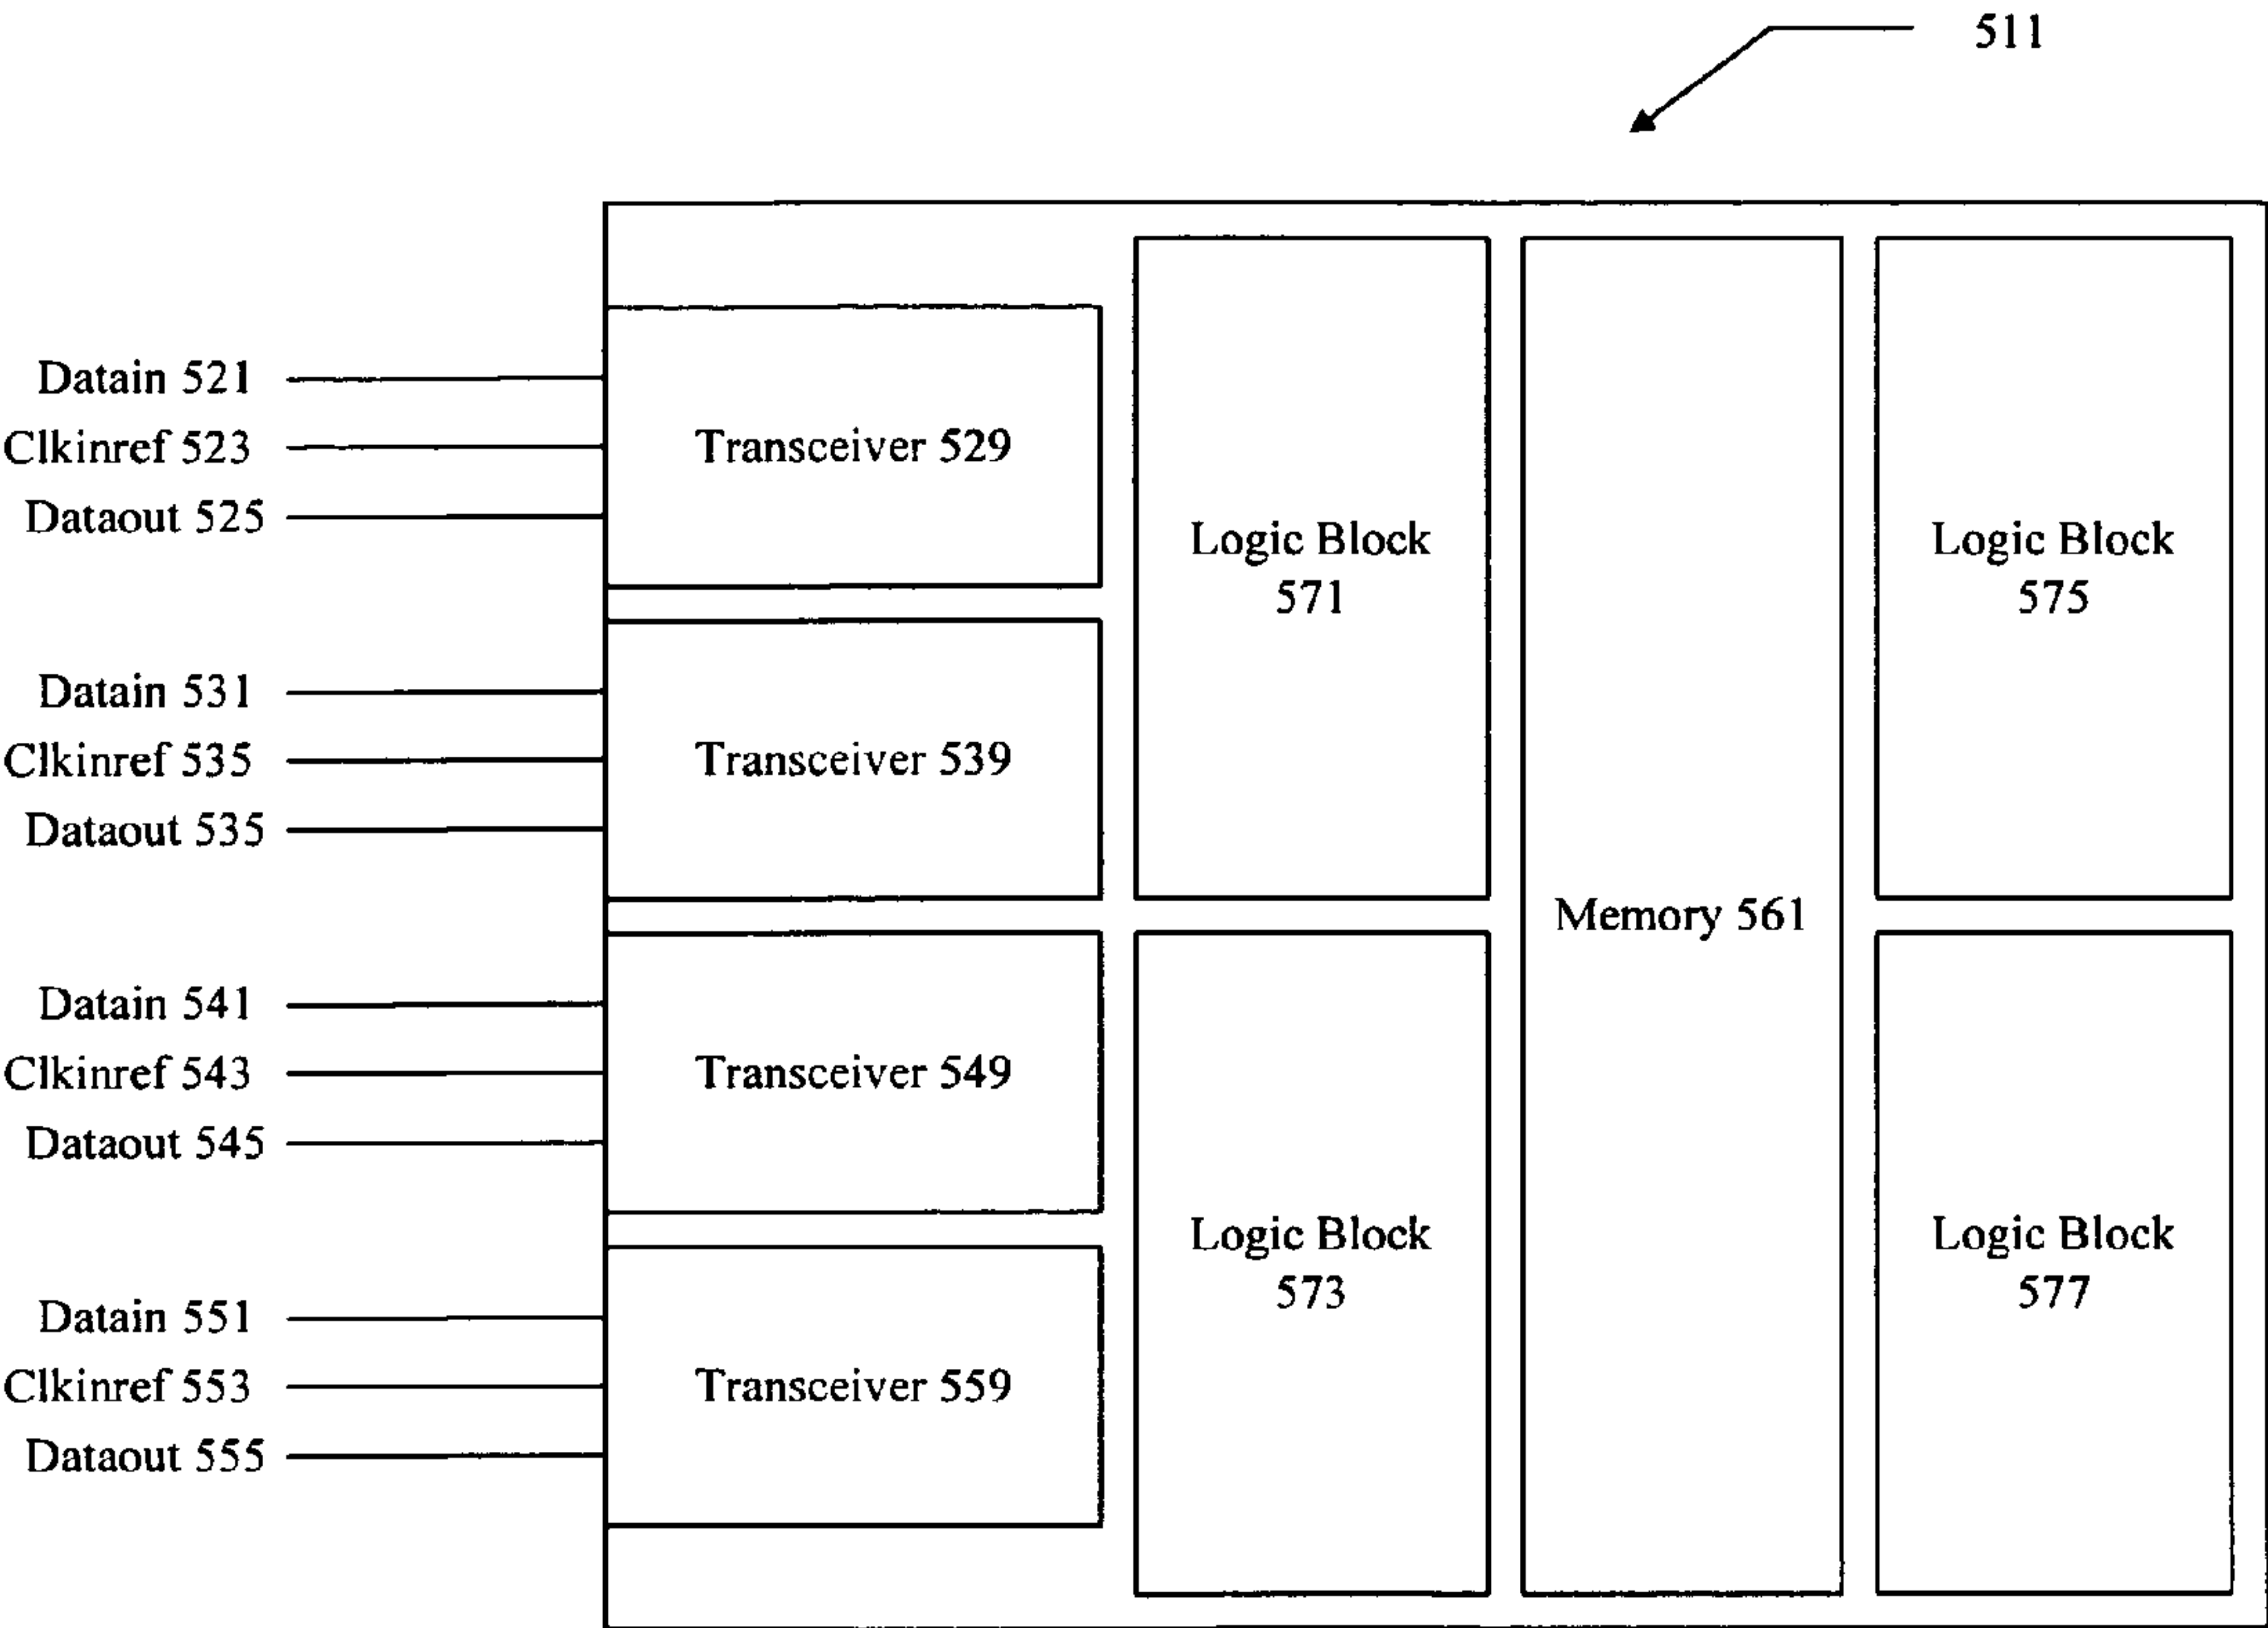 511
Datain 521
Clkinref 523
Dataout 525
Transceiver 529
Datain 531
Clkinref 535
Dataout 535
Transceiver 539
Datain 541
Clkinref 543
Dataout 545
Transceiver 549
Datain 551
Clkinref 553
Dataout 555
Transceiver 559
Logic Block
571
Logic Block
573
Memory 561
Logic Block
575
Logic Block
577